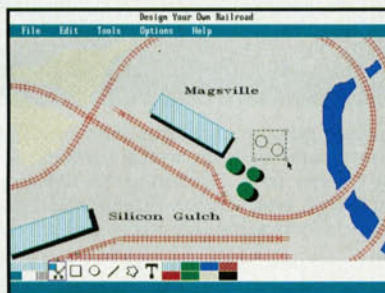 Design Your Own Railroad
File Edit Tools Options Help
Magsville
Silicon Gulch
T